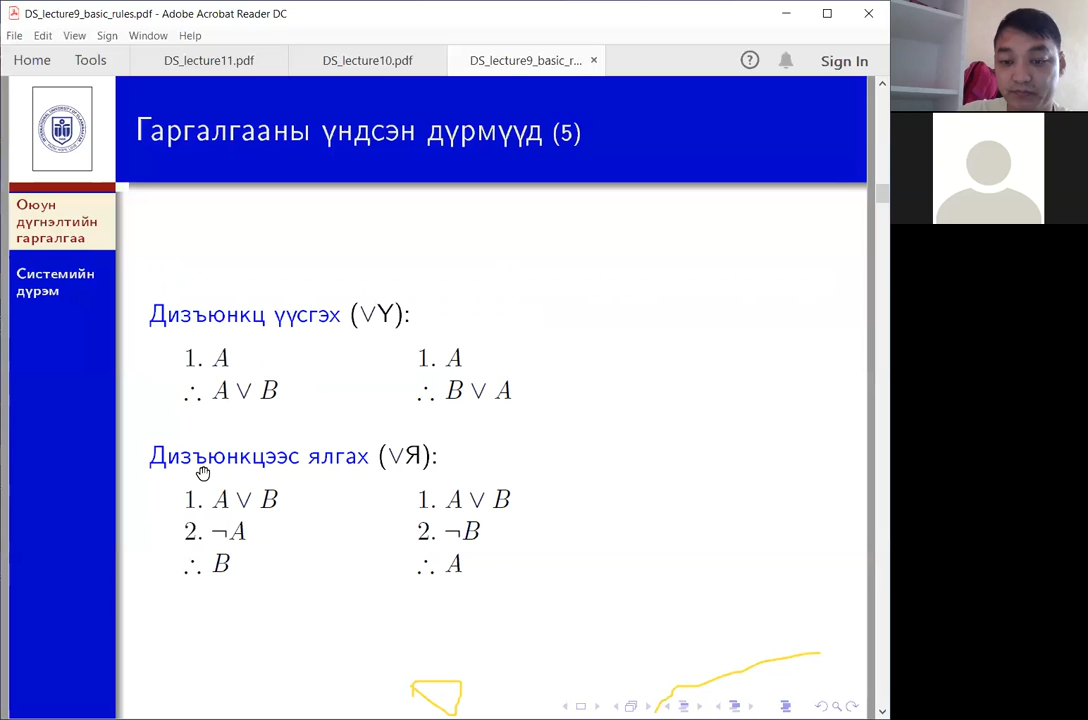 DS_lecture9_basic_rules.pdf - Adobe Acrobat Reader DC
File Edit View Sign Window Help
Home Tools DS_lecture11.pdf DS_lecture10.pdf DS_lecture9_basic_r... × ? Sign In
Гаргалгааны үндсэн дүрмүүд (5)
Оюун
дүгнэлтийн
гаргалгаа
Системийн
дүрэм
Дизъюнкц үүсгэх (∨Ү):
1. A 1. A
∴ A ∨ B ∴ B ∨ A
Дизъюнкцээс ялгах (∨Я):
1. A ∨ B 1. A ∨ B
2. ¬A 2. ¬B
∴ B ∴ A